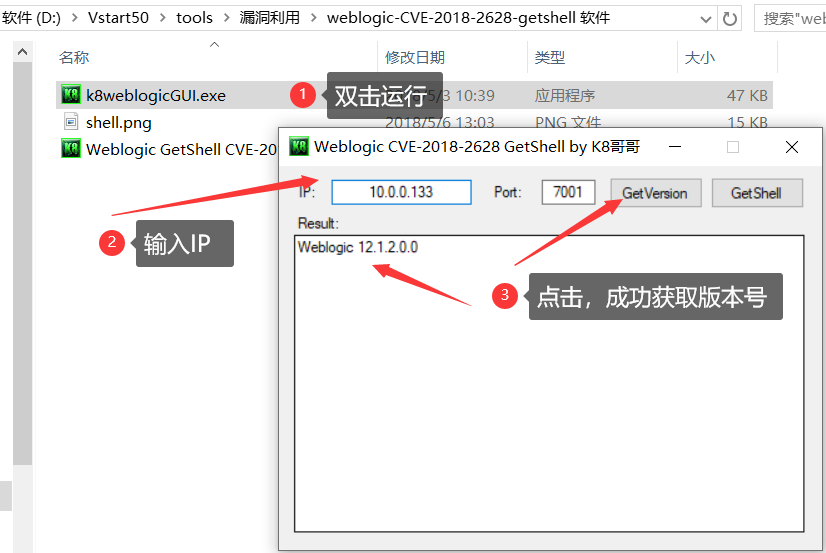 软件 (D:) > Vstart50 > tools > 漏洞利用 > weblogic-CVE-2018-2628-getshell 软件
搜索"we
名称 修改日期 类型 大小
k8weblogicGUI.exe 5/3 10:39 应用程序 47 KB
1 双击运行
shell.png 2018/5/6 13:03 PNG 文件 15 KB
Weblogic GetShell CVE-20
Weblogic CVE-2018-2628 GetShell by K8哥哥
IP: 10.0.0.133 Port: 7001 GetVersion GetShell
Result:
Weblogic 12.1.2.0.0
2 输入IP
3 点击，成功获取版本号